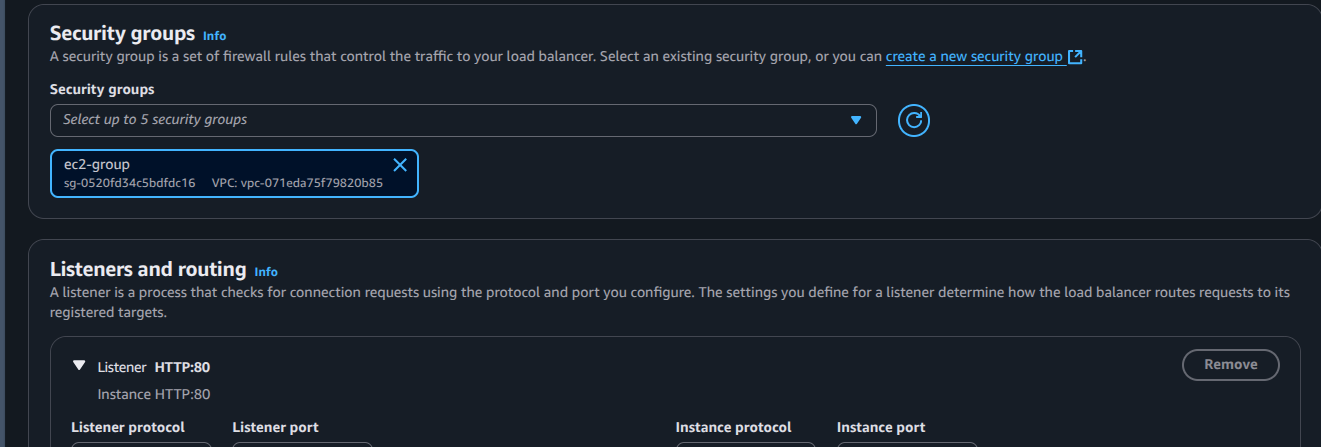 Security groups Info
A security group is a set of firewall rules that control the traffic to your load balancer. Select an existing security group, or you can create a new security group .
Security groups
Select up to 5 security groups
ec2-group
sg-0520fd34c5bdfdc16 VPC: vpc-071eda75f79820b85
Listeners and routing Info
A listener is a process that checks for connection requests using the protocol and port you configure. The settings you define for a listener determine how the load balancer routes requests to its
registered targets.
Listener HTTP:80
Remove
Instance HTTP:80
Listener protocol Listener port Instance protocol Instance port